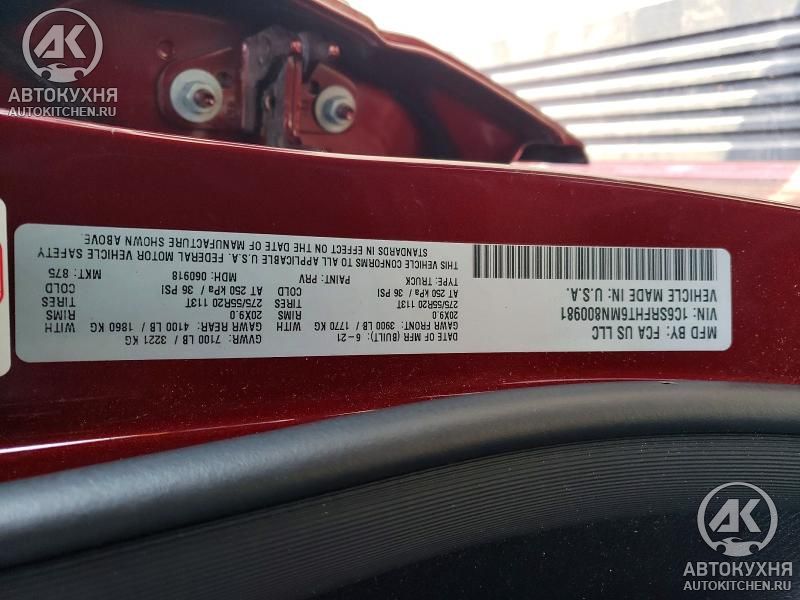 АК
АВТОКУХНЯ
AUTOKITCHEN.RU
MFD BY: FCA US LLC
DATE OF MFR (BUILT): 6-21
GVWR: 7100 LB / 3221 KG
GAWR FRONT: 3900 LB / 1770 KG WITH
GAWR REAR: 4100 LB / 1860 KG WITH
20X9.0 RIMS
20X9.0 RIMS
275/55R20 113T TIRES
275/55R20 113T TIRES
AT 250 kPa / 36 PSI COLD
AT 250 kPa / 36 PSI COLD
THIS VEHICLE CONFORMS TO ALL APPLICABLE U.S.A. FEDERAL MOTOR VEHICLE SAFETY
STANDARDS IN EFFECT ON THE DATE OF MANUFACTURE SHOWN ABOVE.
VIN: 1C6SRFHT6MN800981
TYPE: TRUCK
PAINT: PRV
MDH: 060918
MKT: 875
VEHICLE MADE IN: U.S.A.
АК
АВТОКУХНЯ
AUTOKITCHEN.RU